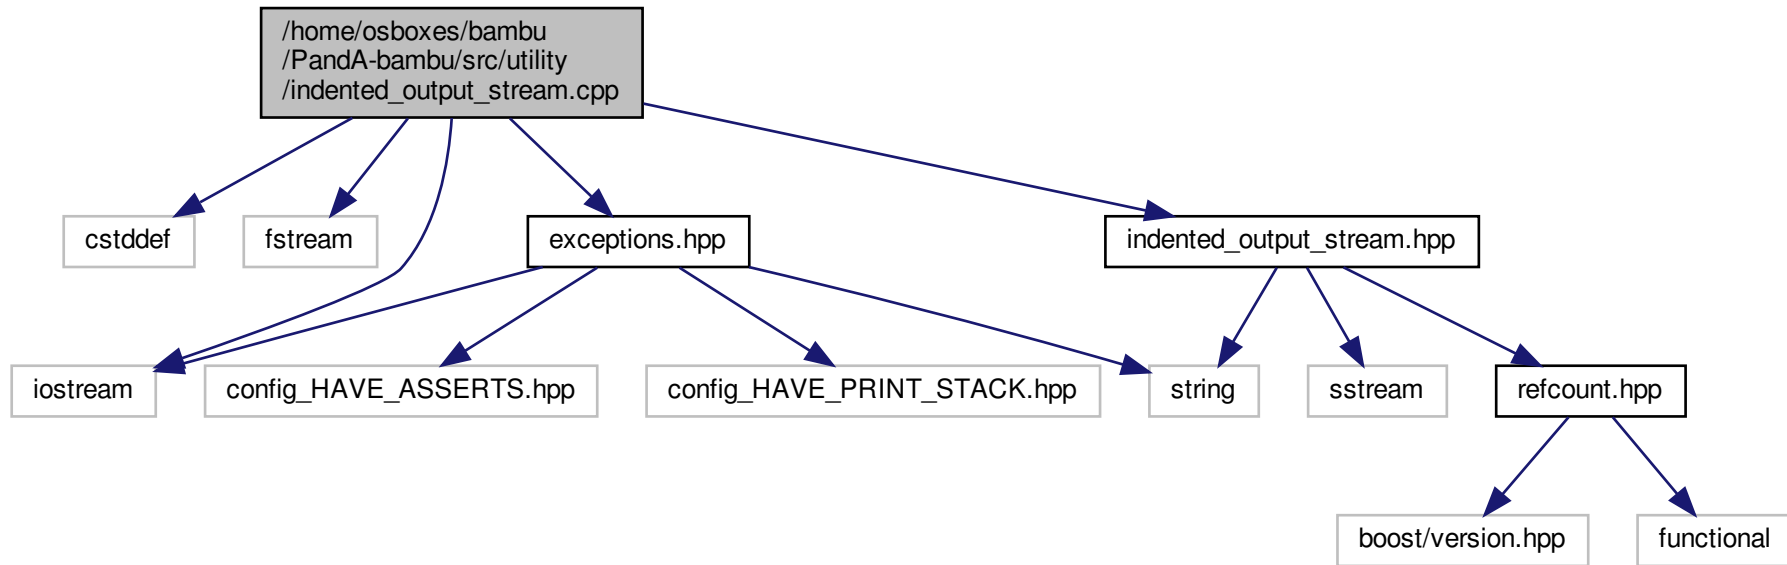 /home/osboxes/bambu
/PandA-bambu/src/utility
/indented_output_stream.cpp
cstddef
fstream
exceptions.hpp
indented_output_stream.hpp
iostream
config_HAVE_ASSERTS.hpp
config_HAVE_PRINT_STACK.hpp
string
sstream
refcount.hpp
boost/version.hpp
functional